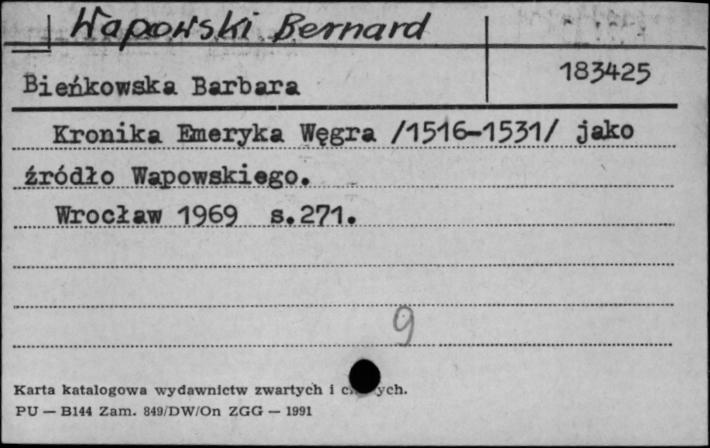 Wapowski Bernard
183425
Bieńkowska Barbara
Kronika Emeryka Węgra /1516-1531/ jako
źródło Wapowskiego.
Wrocław 1969 s.271.
9
Karta katalogowa wydawnictw zwartych i ych.
PU — B144 Zam. 849/DW/On ZGG — 1991